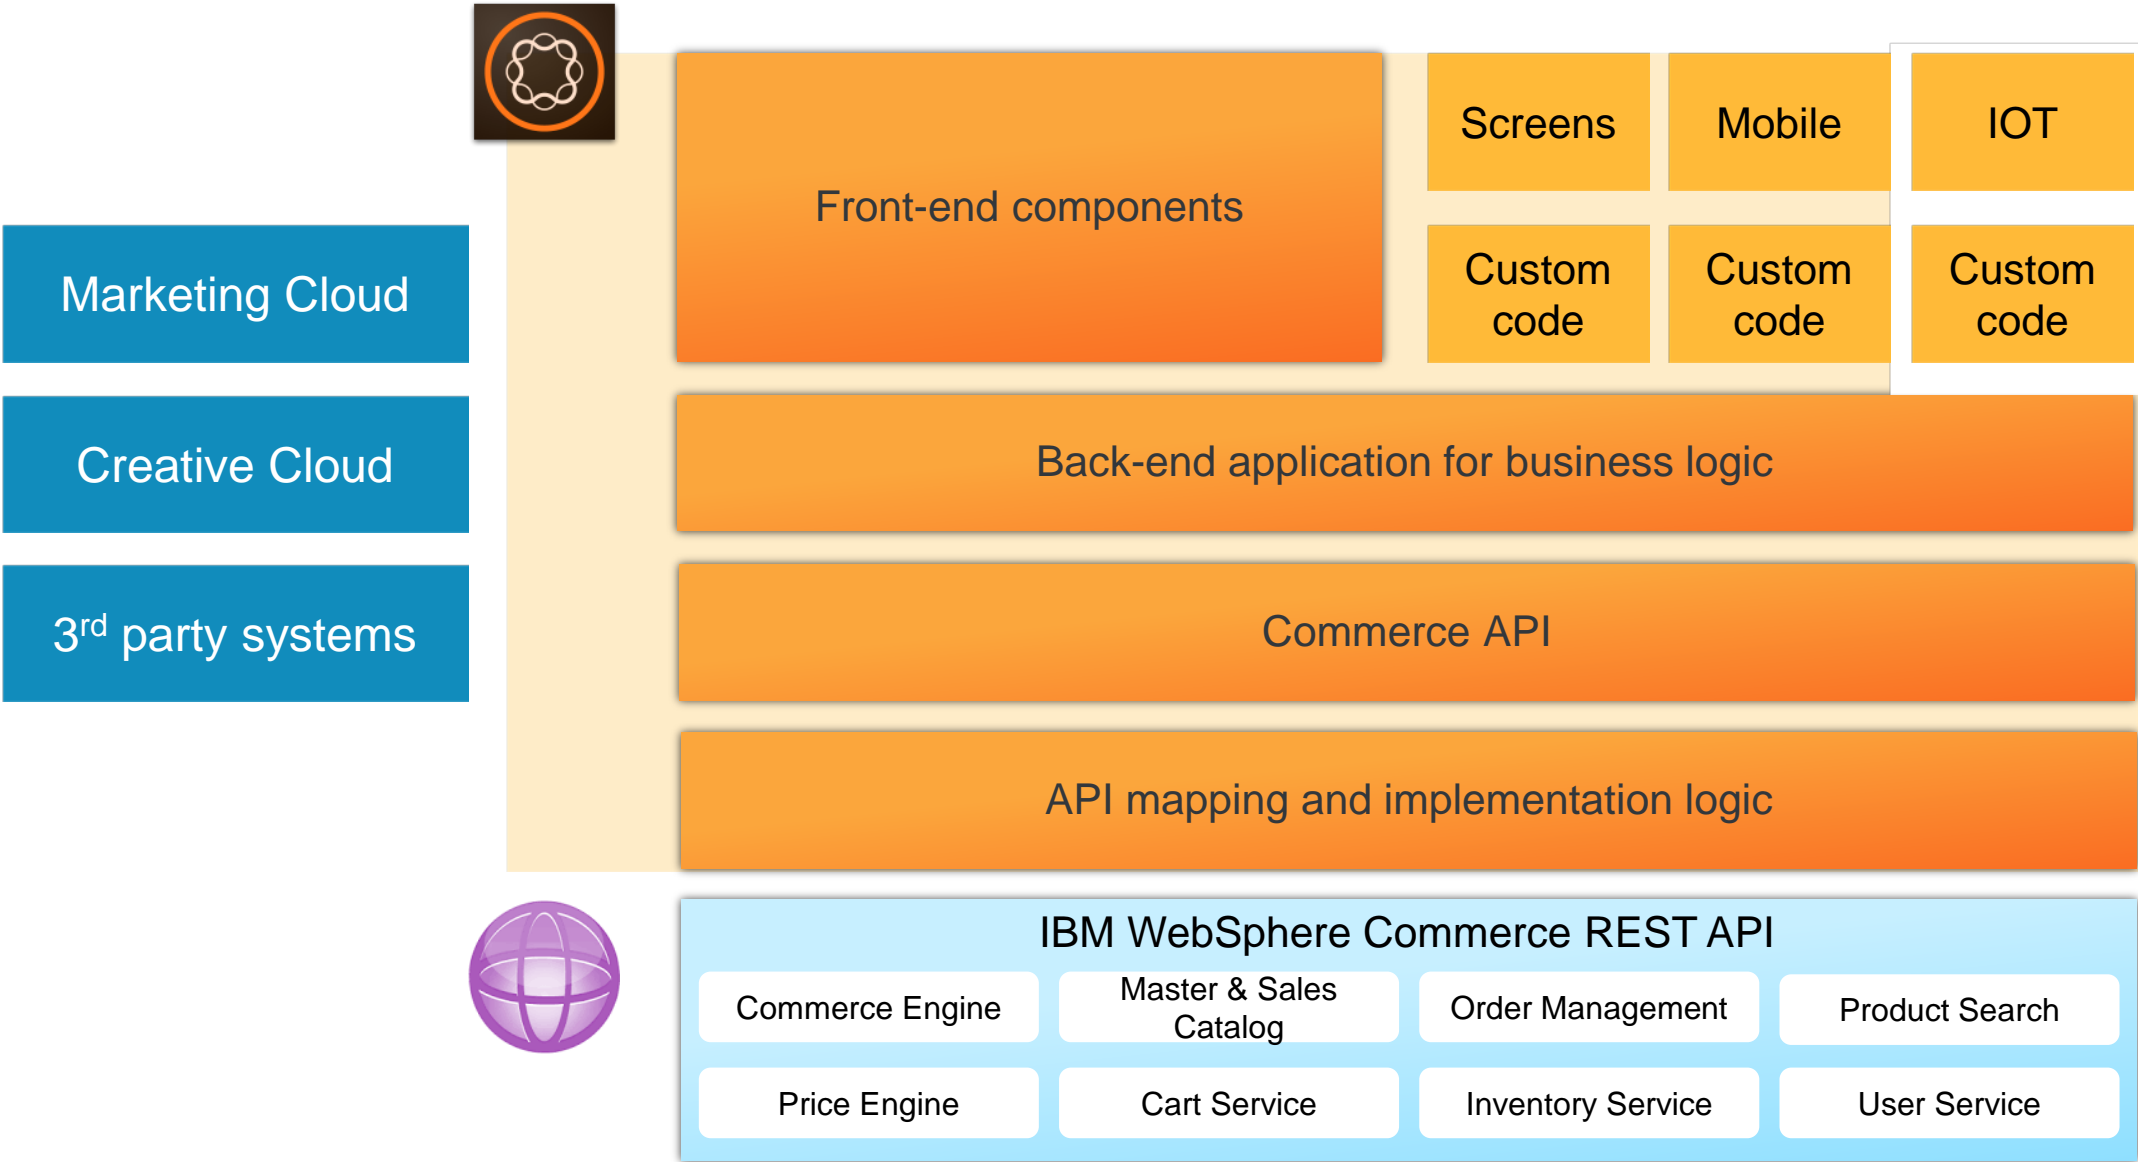 Screens
Mobile
IOT
Front-end components
Custom
code
Custom
code
Custom
code
Marketing Cloud
Creative Cloud
Back-end application for business logic
3rd party systems
Commerce API
API mapping and implementation logic
IBM WebSphere Commerce REST API
Commerce Engine
Master & Sales
Catalog
Order Management
Product Search
Price Engine
Cart Service
Inventory Service
User Service